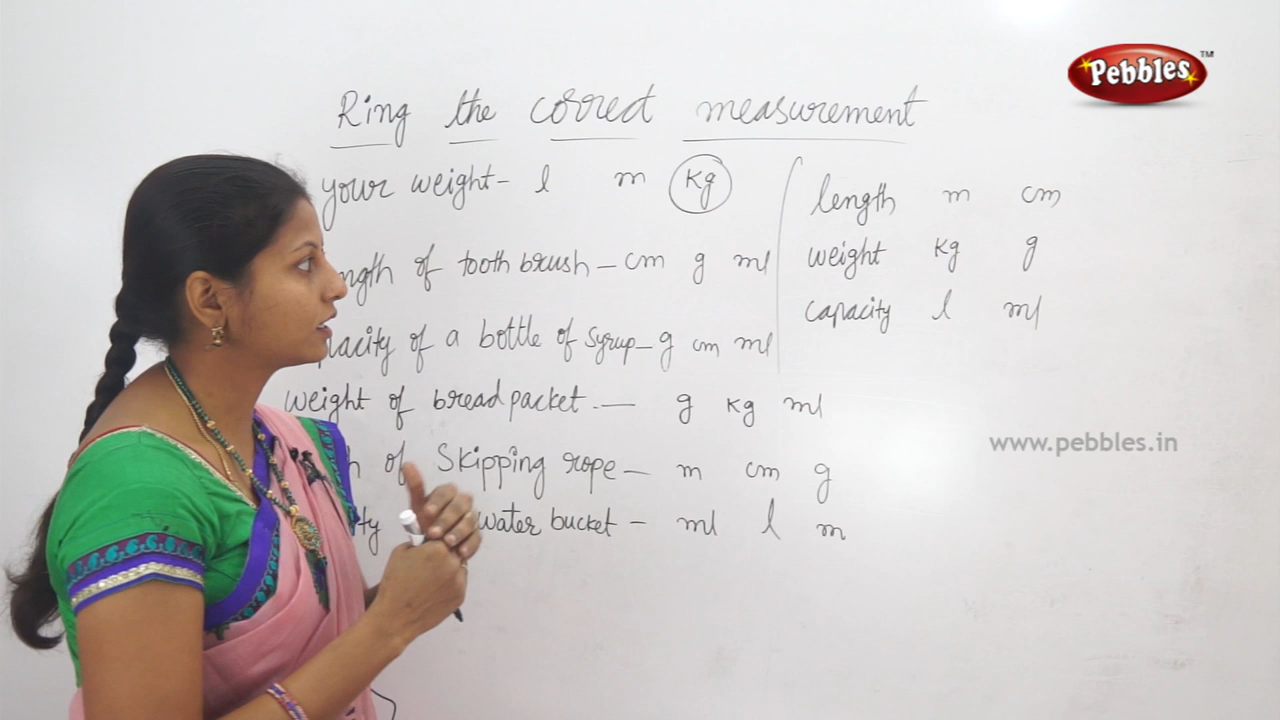 Pebbles™
Ring the correct measurement
your weight- l m kg
ngth of tooth brush - cm g ml
pacity of a bottle of syrup - g cm ml
weight of bread packet. - g kg ml
h of Skipping rope - m cm g
ity water bucket - ml l m
length m cm
weight kg g
capacity l ml
www.pebbles.in